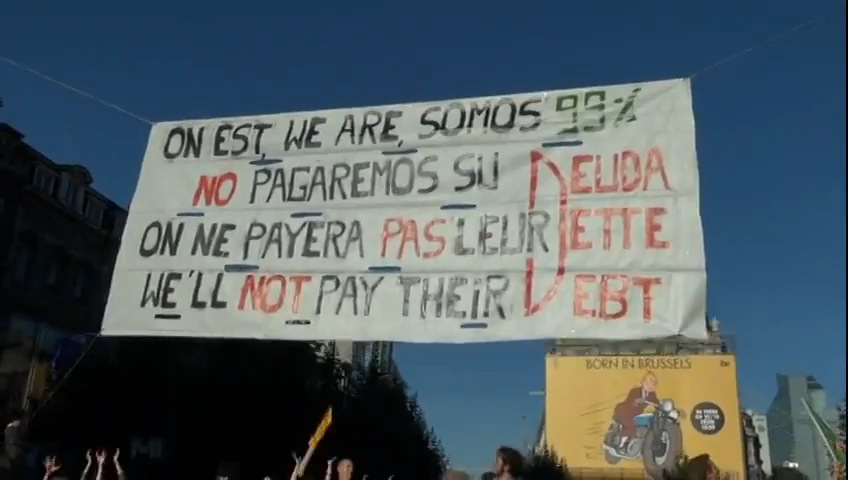 ON EST, WE ARE, SOMOS 99%
NO PAGAREMOS SU DEUDA
ON NE PAYERA PAS LEUR DETTE
WE'LL NOT PAY THEIR DEBT
BORN IN BRUSSELS